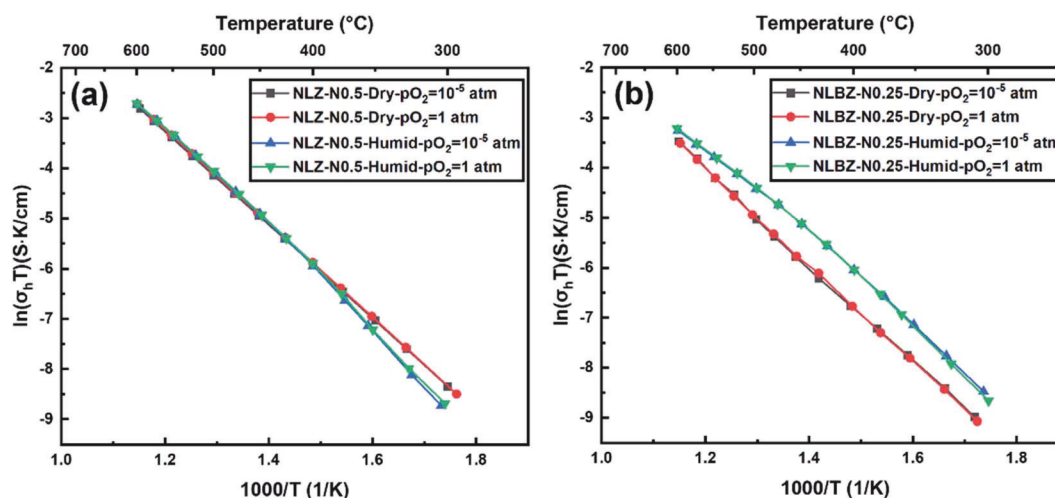 Temperature (°C)
700 600 500 400 300
(a)
NLZ-N0.5-Dry-pO₂=10⁻⁵ atm
NLZ-N0.5-Dry-pO₂=1 atm
NLZ-N0.5-Humid-pO₂=10⁻⁵ atm
NLZ-N0.5-Humid-pO₂=1 atm
ln(σₕT)(S·K/cm)
-2
-3
-4
-5
-6
-7
-8
-9
1.0 1.2 1.4 1.6 1.8
1000/T (1/K)
Temperature (°C)
700 600 500 400 300
(b)
NLBZ-N0.25-Dry-pO₂=10⁻⁵ atm
NLBZ-N0.25-Dry-pO₂=1 atm
NLBZ-N0.25-Humid-pO₂=10⁻⁵ atm
NLBZ-N0.25-Humid-pO₂=1 atm
ln(σₕT)(S·K/cm)
-2
-3
-4
-5
-6
-7
-8
-9
1.0 1.2 1.4 1.6 1.8
1000/T (1/K)